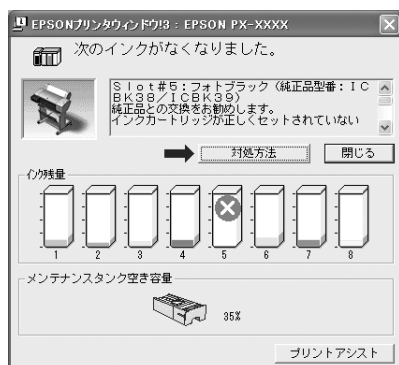 EPSONプリンタウィンドウ!3 : EPSON PX-XXXX
次のインクがなくなりました。
Slot#5:フォトブラック(純正品型番:IC
BK38/ICBK39)
純正品との交換をお勧めします。
インクカートリッジが正しくセットされていない
対処方法 閉じる
インク残量
1 2 3 4 5 6 7 8
メンテナンスタンク空き容量
35%
プリントアシスト